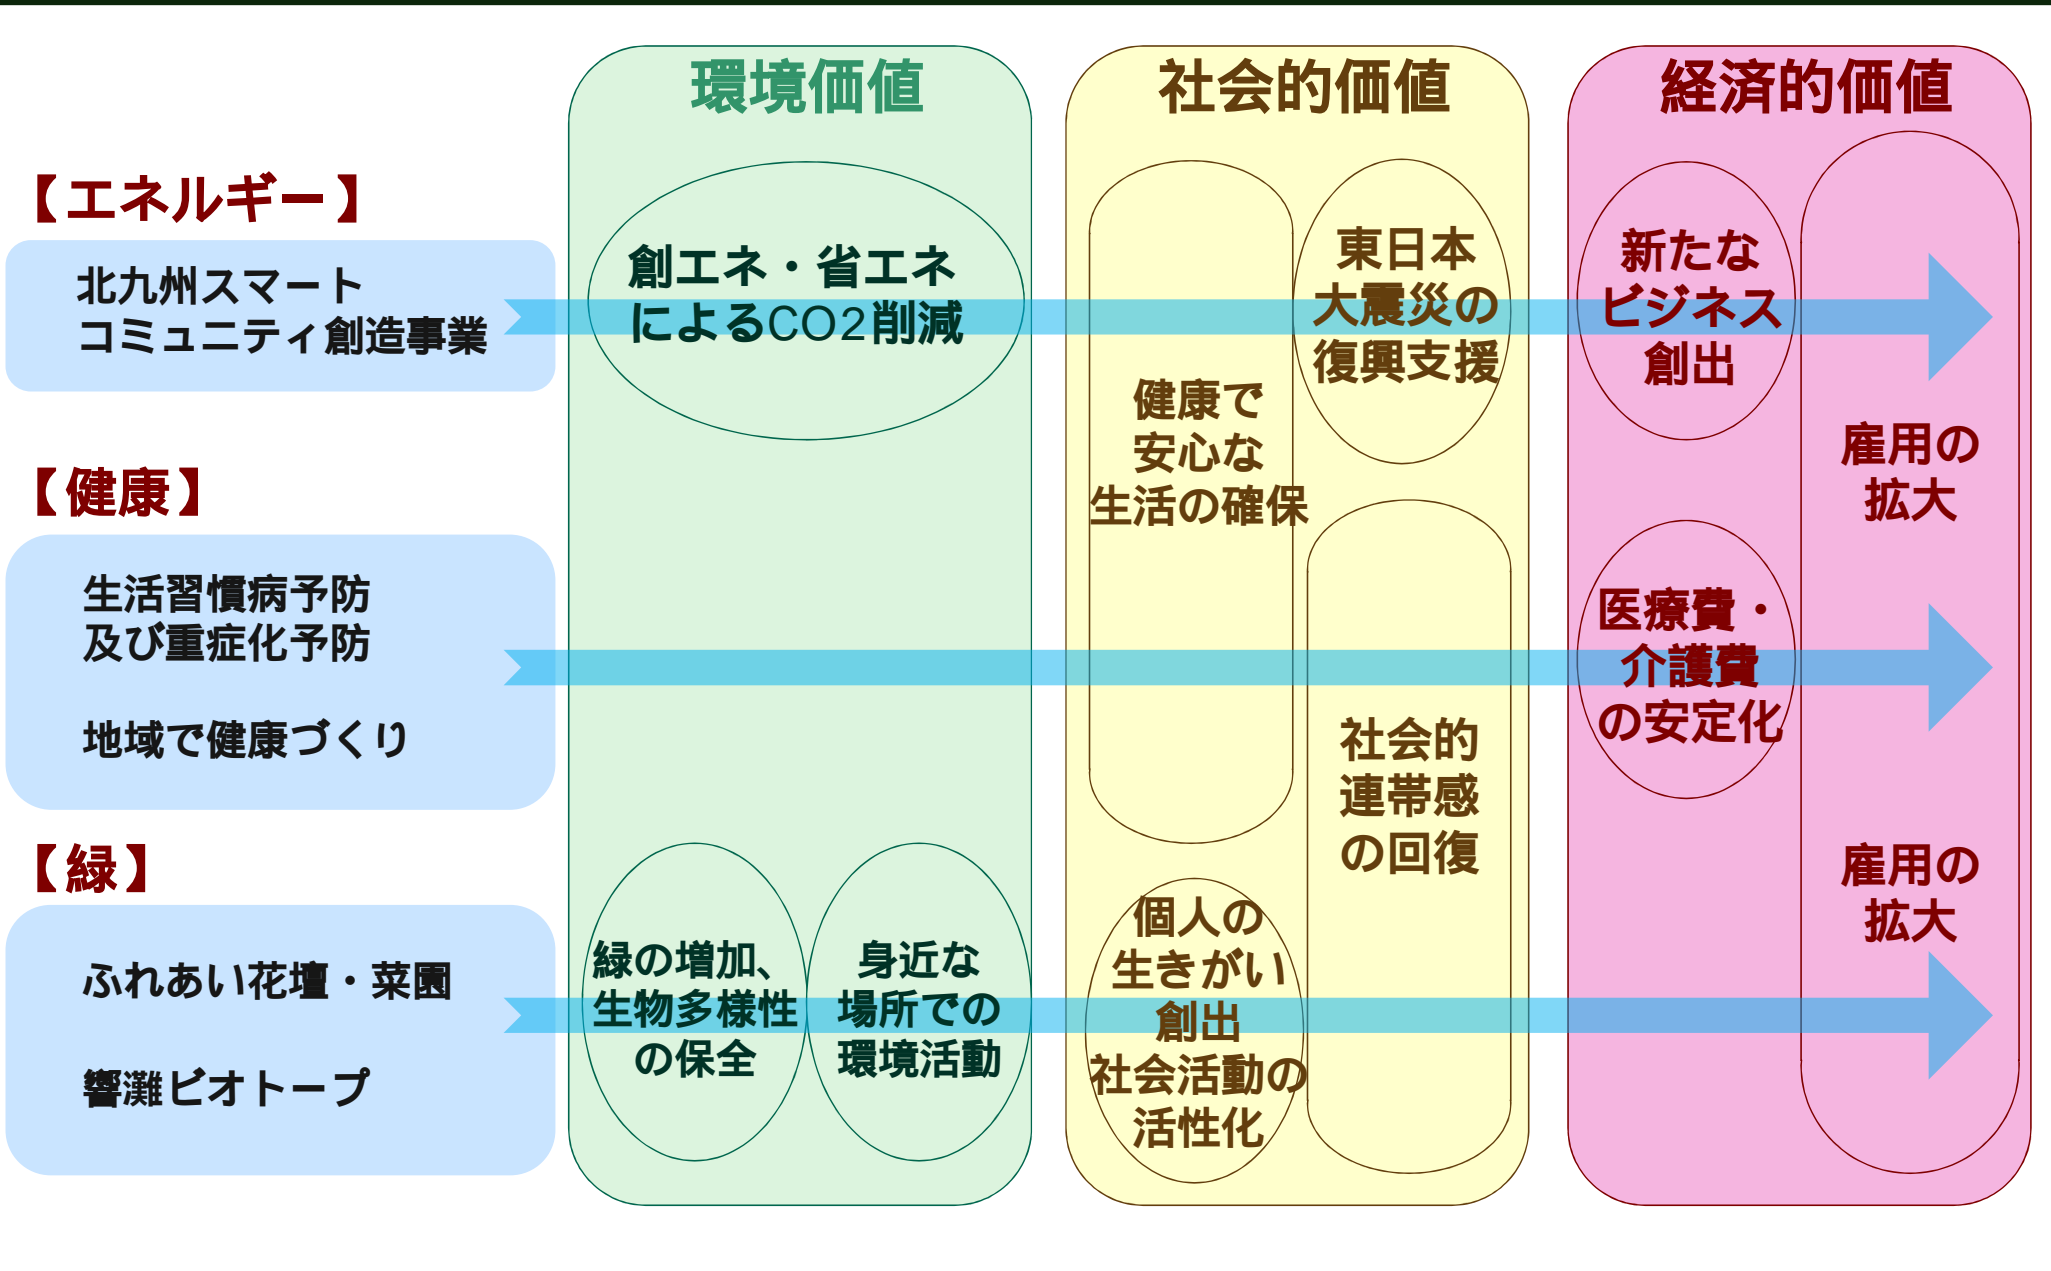 環境価値
社会的価値
経済的価値
【エネルギー】
北九州スマート
コミュニティ創造事業
創エネ・省エネ
によるCO2削減
健康で
安心な
生活の確保
東日本
大震災の
復興支援
新たな
ビジネス
創出
雇用の
拡大
【健康】
生活習慣病予防
及び重症化予防
地域で健康づくり
社会的
連帯感
の回復
医療費・
介護費
の安定化
【緑】
ふれあい花壇・菜園
響灘ビオトープ
緑の増加、
生物多様性
の保全
身近な
場所での
環境活動
個人の
生きがい
創出
社会活動の
活性化
雇用の
拡大